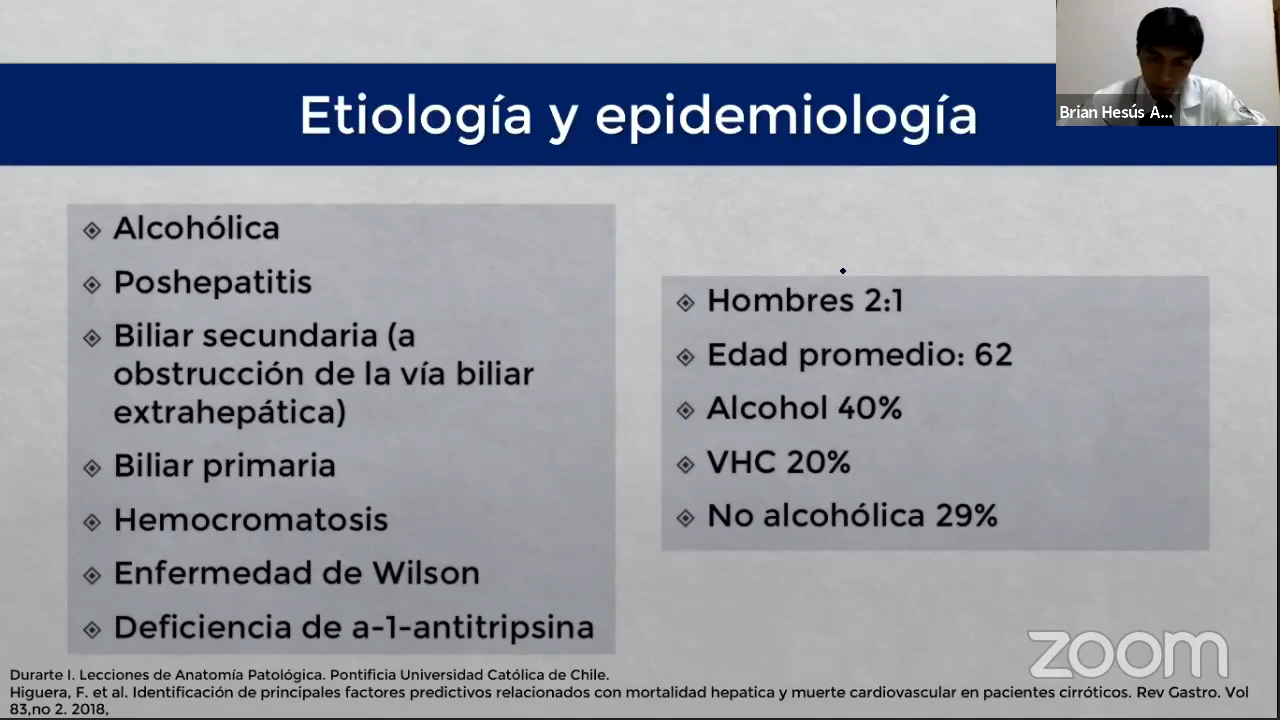 Etiología y epidemiología
Brian Hesús A...
Alcohólica
Poshepatitis
Biliar secundaria (a
obstrucción de la vía biliar
extrahepática)
Biliar primaria
Hemocromatosis
Enfermedad de Wilson
Deficiencia de a-1-antitripsina
Hombres 2:1
Edad promedio: 62
Alcohol 40%
VHC 20%
No alcohólica 29%
zoom
Durarte I. Lecciones de Anatomía Patológica. Pontificia Universidad Católica de Chile.
Higuera, F. et al. Identificación de principales factores predictivos relacionados con mortalidad hepatica y muerte cardiovascular en pacientes cirróticos. Rev Gastro. Vol
83,no 2. 2018,